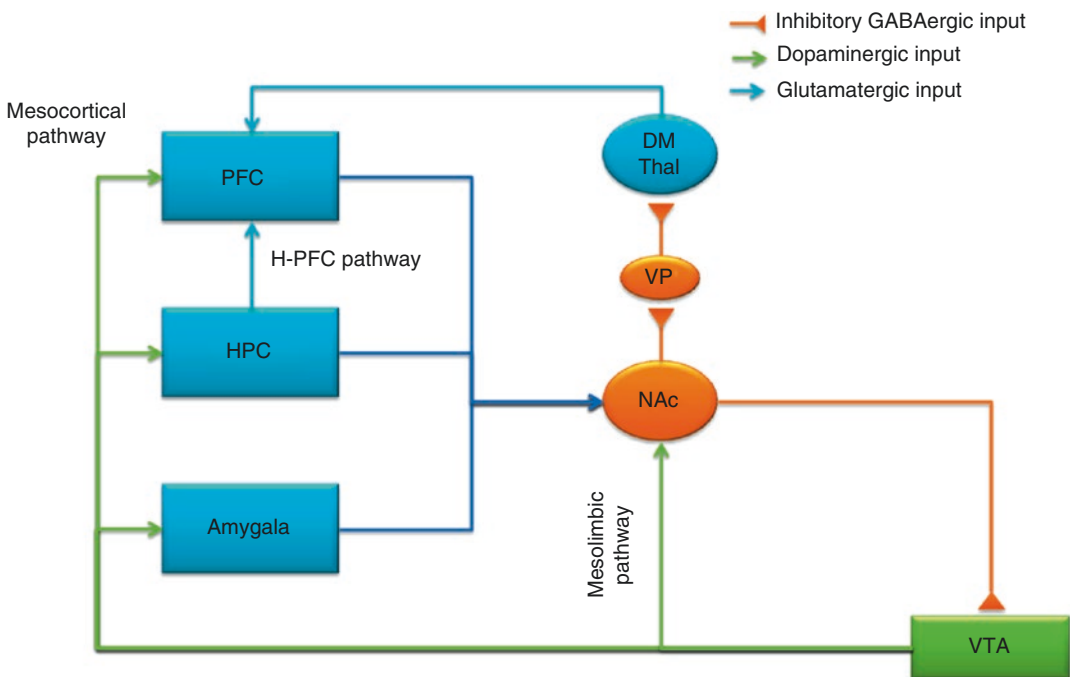 Inhibitory GABAergic input
Dopaminergic input
Glutamatergic input
Mesocortical
pathway
PFC
DM
Thal
H-PFC pathway
VP
HPC
NAc
Amygala
Mesolimbic
pathway
VTA